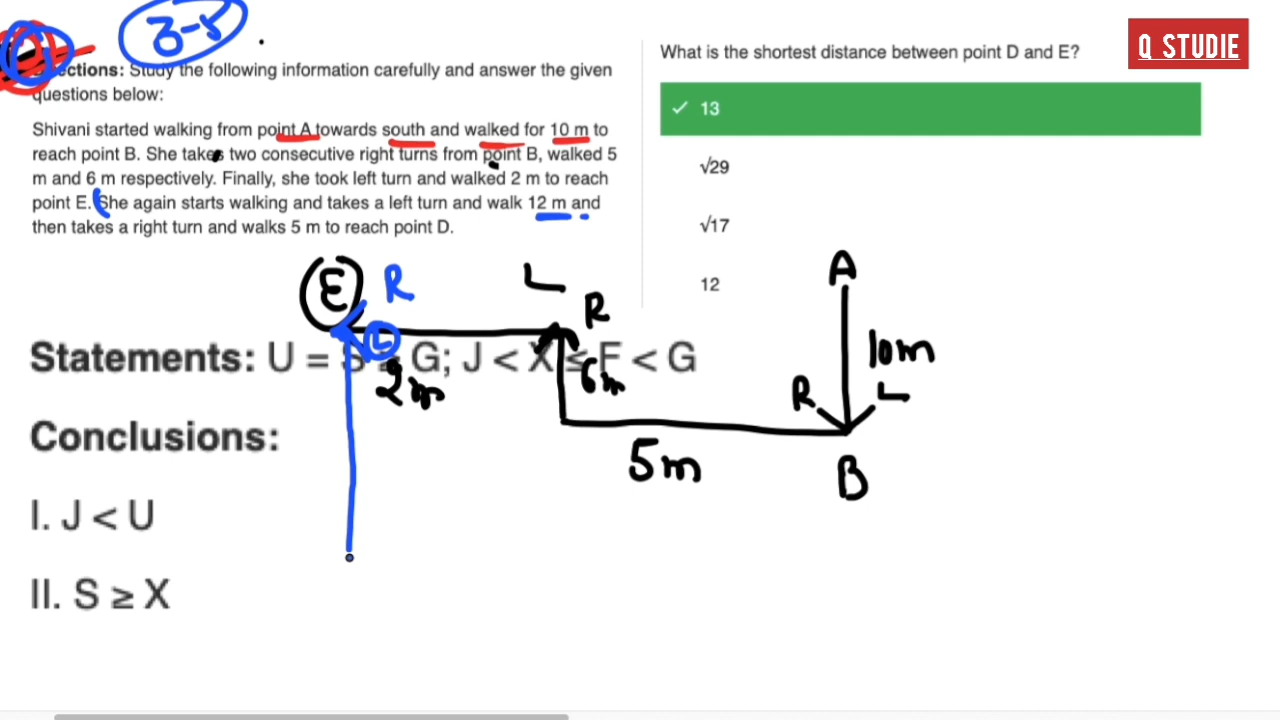 3-5
Directions: Study the following information carefully and answer the given
questions below:
Shivani started walking from point A towards south and walked for 10 m to
reach point B. She takes two consecutive right turns from point B, walked 5
m and 6 m respectively. Finally, she took left turn and walked 2 m to reach
point E. She again starts walking and takes a left turn and walk 12 m and
then takes a right turn and walks 5 m to reach point D.
What is the shortest distance between point D and E?
✓ 13
√29
√17
12
Q STUDIE
E R L R A
L
2m 6m 10m
R L
5m B
Statements: U = S ≥ G; J < X ≤ F < G
Conclusions:
I. J < U
II. S ≥ X